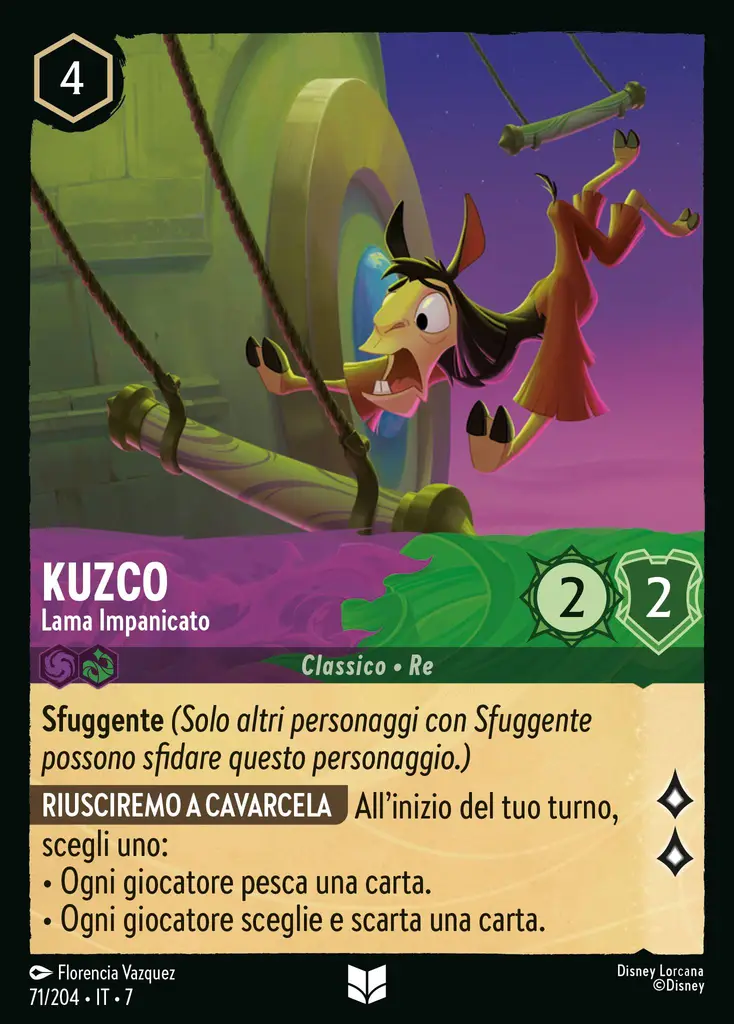 4
KUZCO
Lama Impanicato
2
2
Classico • Re
Sfuggente (Solo altri personaggi con Sfuggente
possono sfidare questo personaggio.)
RIUSCIREMO A CAVARCELA All'inizio del tuo turno,
scegli uno:
• Ogni giocatore pesca una carta.
• Ogni giocatore sceglie e scarta una carta.
Florencia Vazquez
Disney Lorcana
71/204 • IT • 7
©Disney